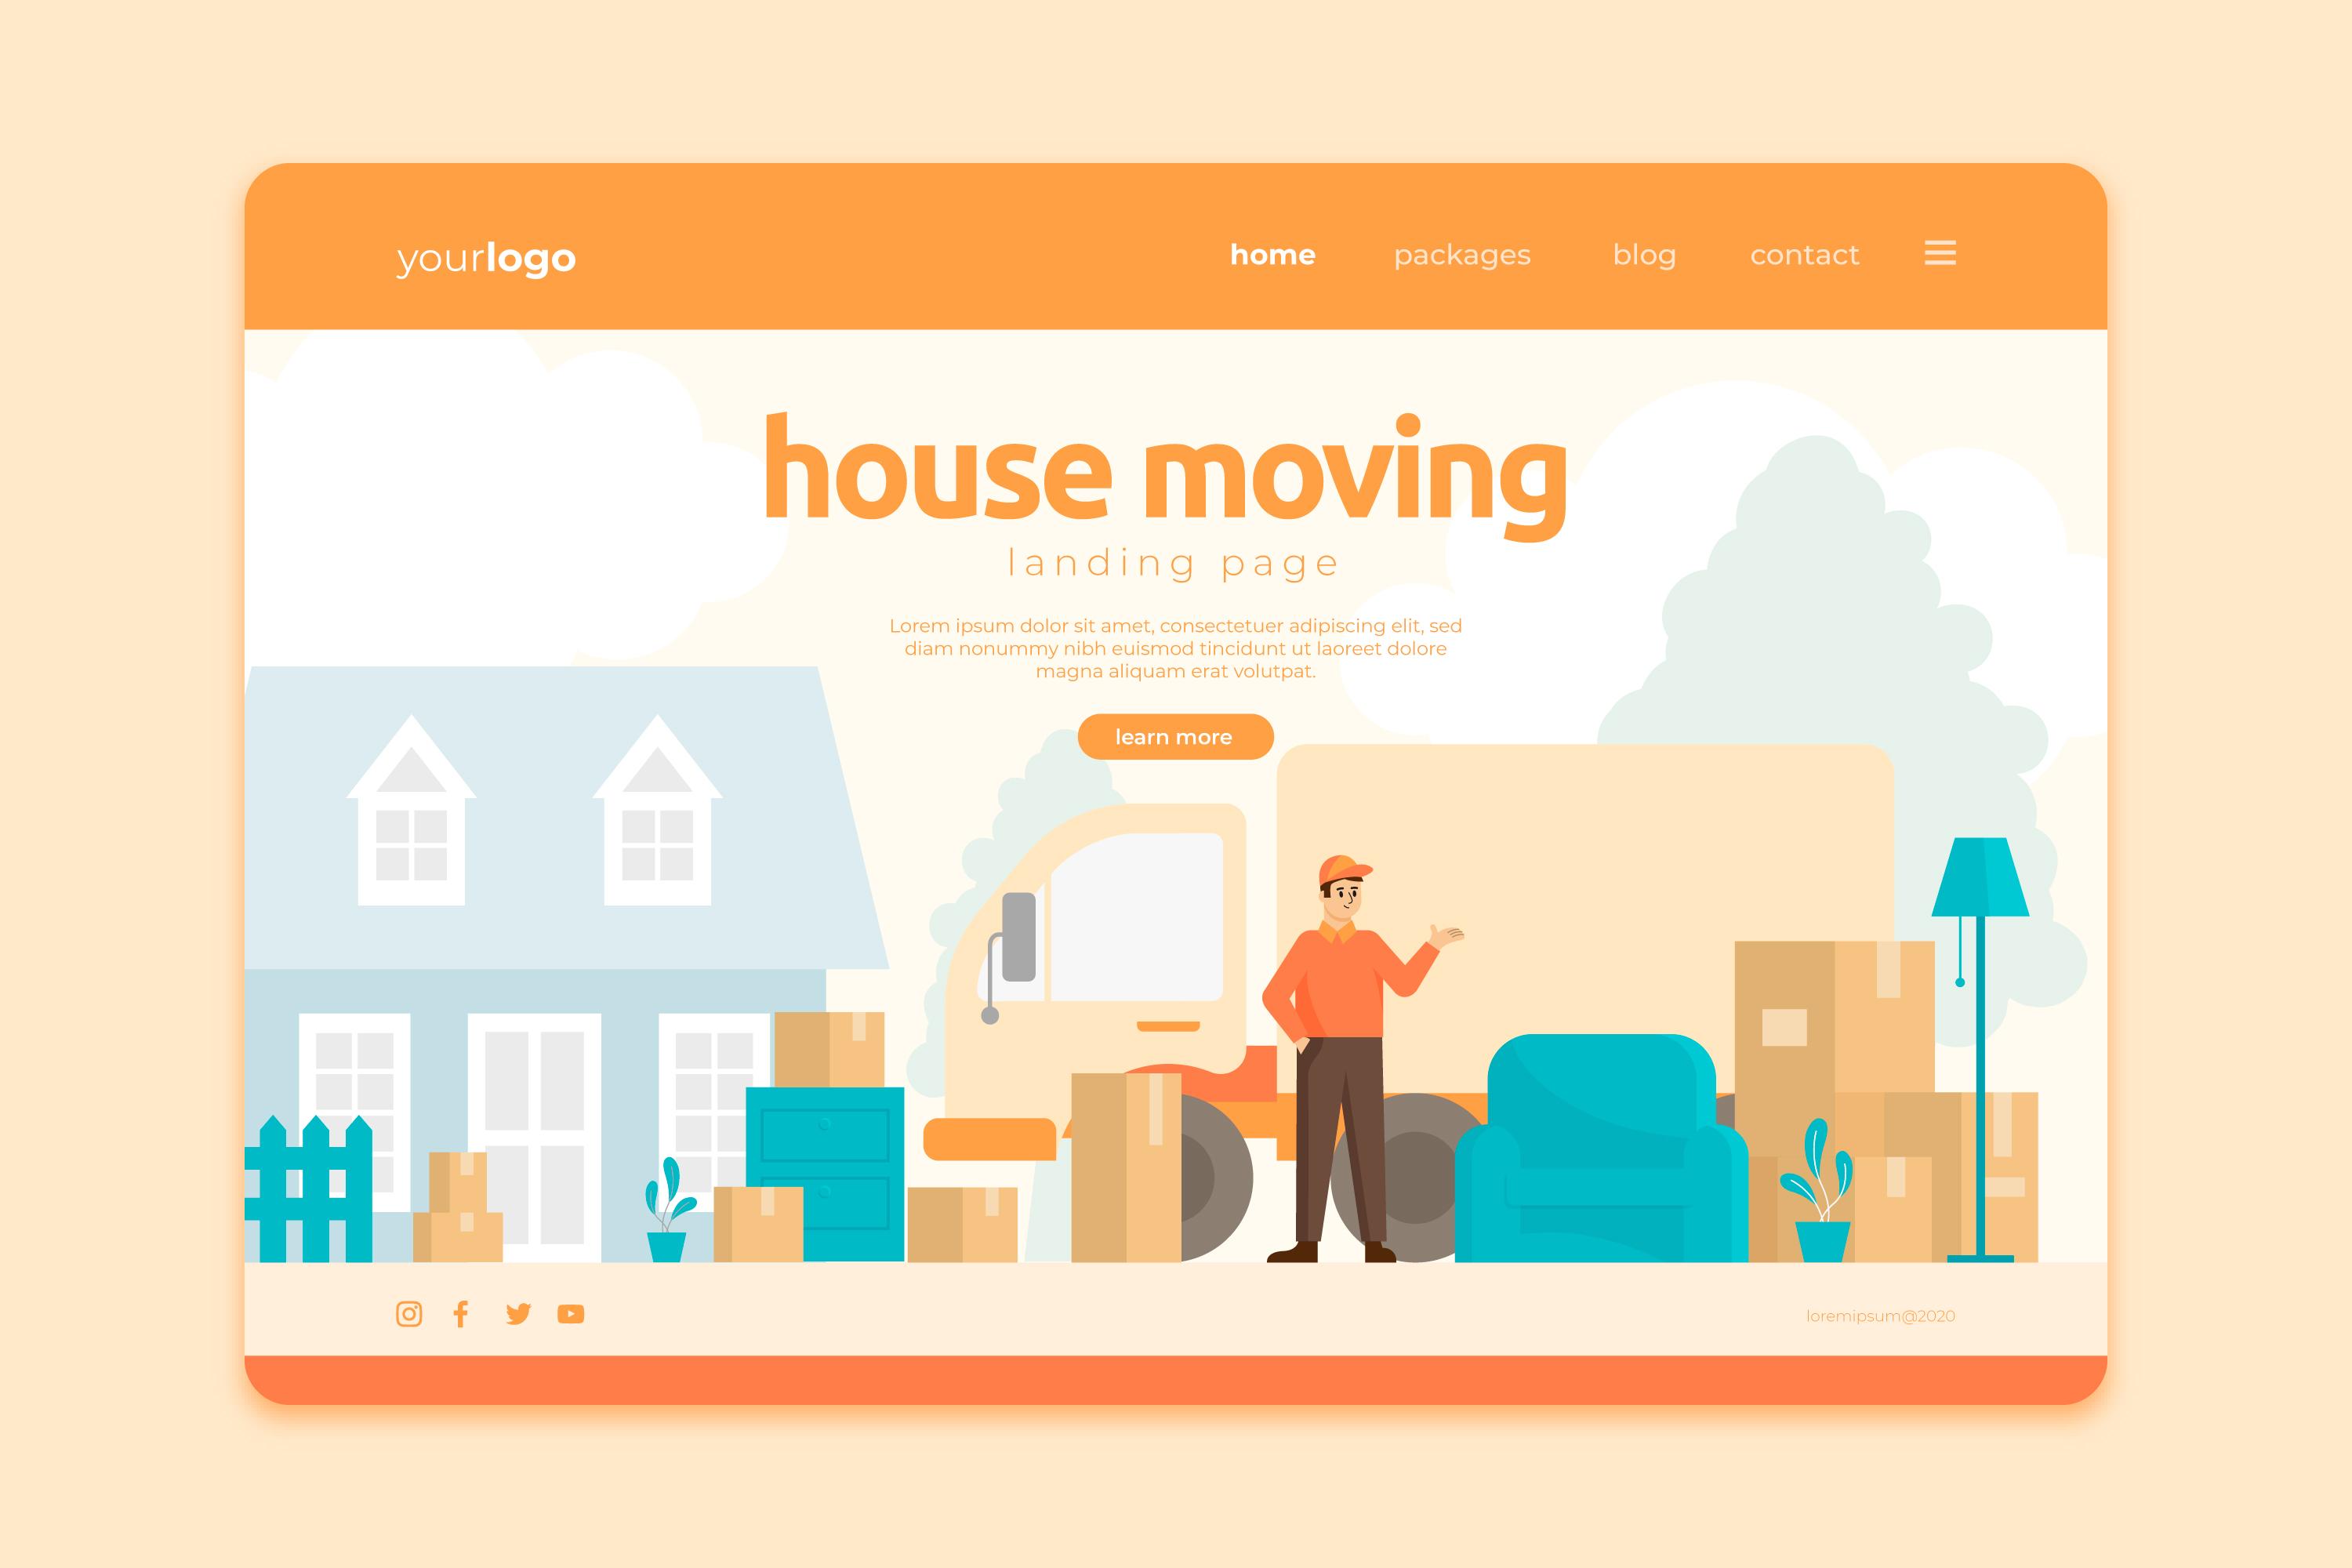 yourlogo
home packages blog contact
house moving
landing page
Lorem ipsum dolor sit amet, consectetuer adipiscing elit, sed
diam nonummy nibh euismod tincidunt ut laoreet dolore
magna aliquam erat volutpat.
learn more
loremipsum@2020